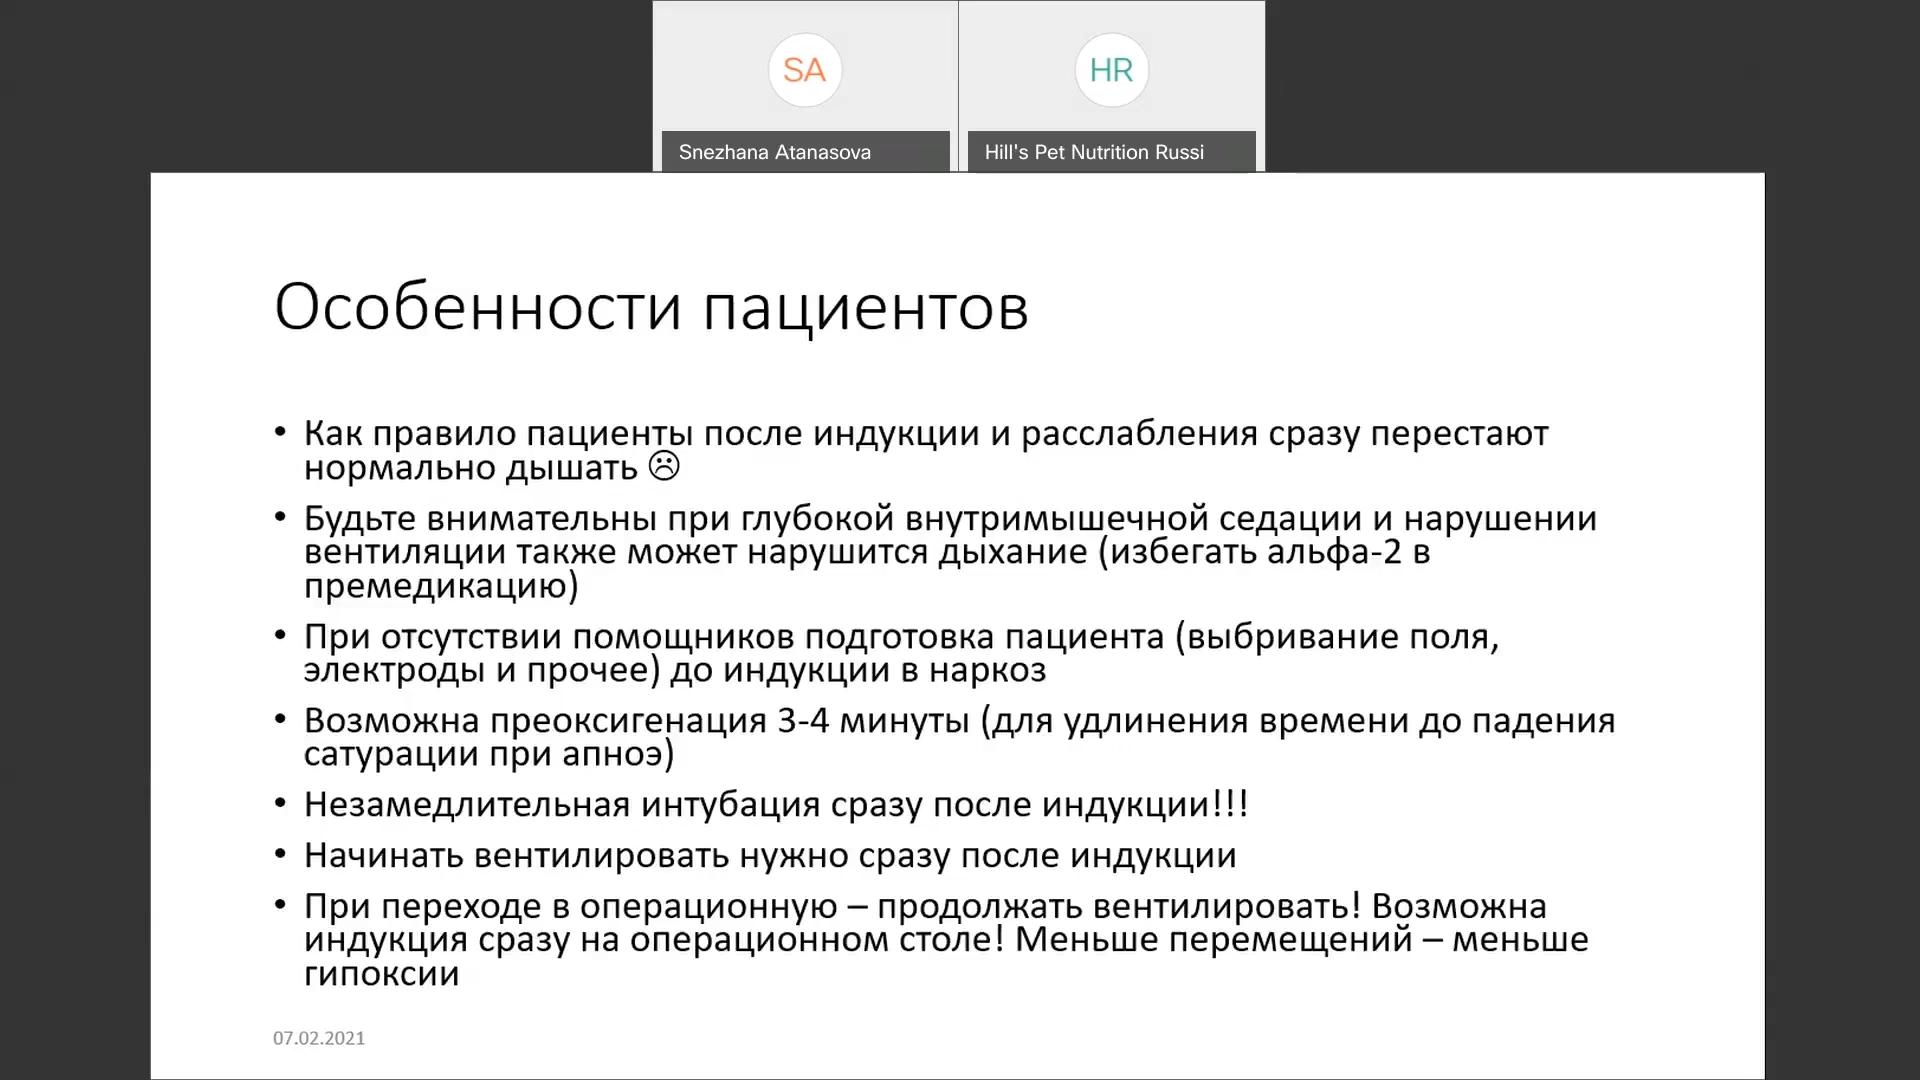 SA
HR
Snezhana Atanasova
Hill's Pet Nutrition Russi
Особенности пациентов
• Как правило пациенты после индукции и расслабления сразу перестают
нормально дышать ☹
• Будьте внимательны при глубокой внутримышечной седации и нарушении
вентиляции также может нарушится дыхание (избегать альфа-2 в
премедикацию)
• При отсутствии помощников подготовка пациента (выбривание поля,
электроды и прочее) до индукции в наркоз
• Возможна преоксигенация 3-4 минуты (для удлинения времени до падения
сатурации при апноэ)
• Незамедлительная интубация сразу после индукции!!!
• Начинать вентилировать нужно сразу после индукции
• При переходе в операционную – продолжать вентилировать! Возможна
индукция сразу на операционном столе! Меньше перемещений – меньше
гипоксии
07.02.2021